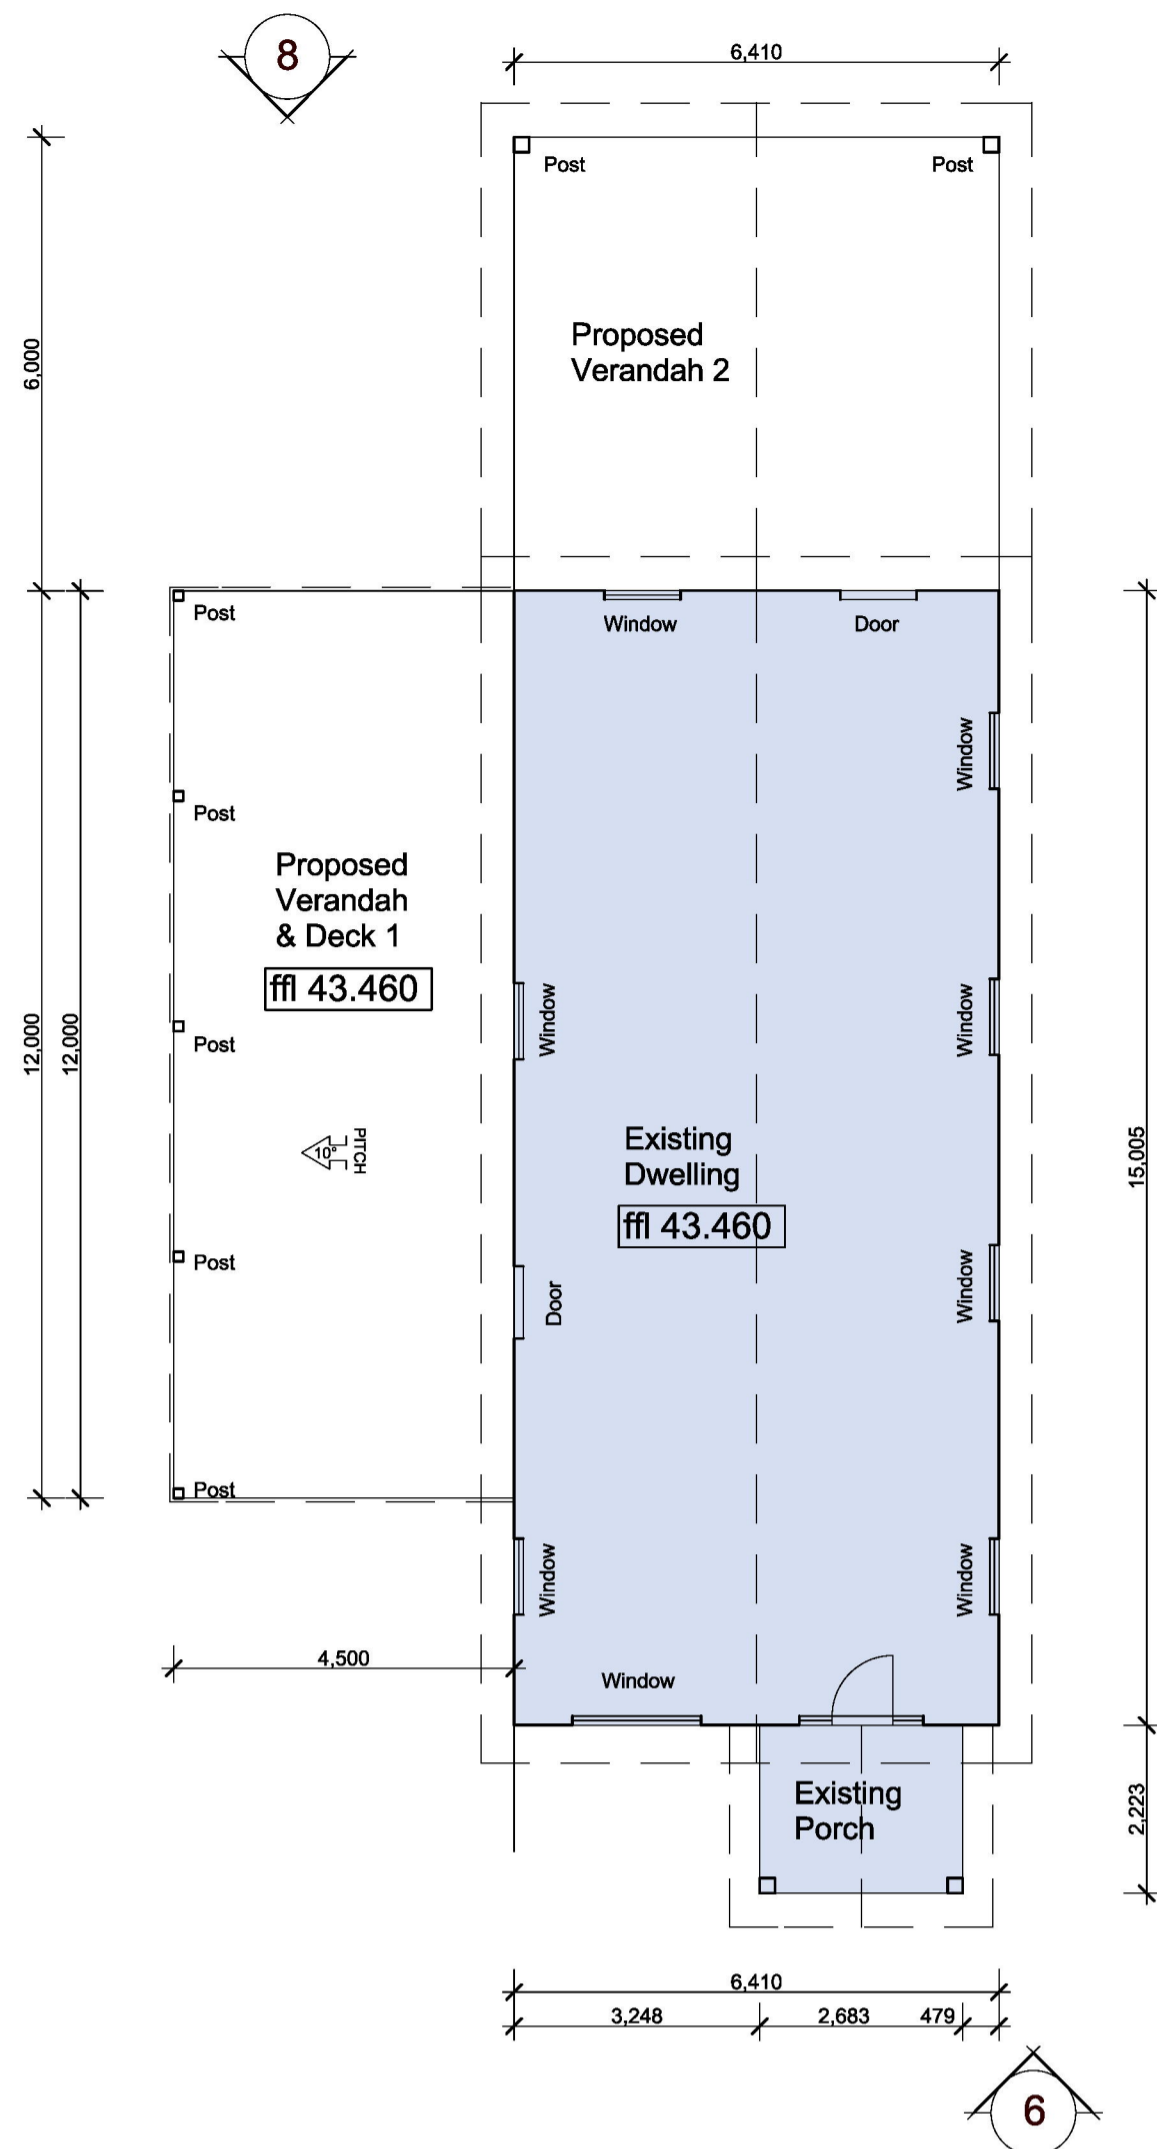 8
6,410
Post
Post
6,000
Proposed
Verandah 2
Post
Window
Door
Window
Post
Proposed
Verandah
& Deck 1
ffl 43.460
Window
Window
12,000
12,000
Post
PITCH
10°
Existing
Dwelling
ffl 43.460
15,005
Post
Door
Window
Post
Window
Window
4,500
Window
Existing
Porch
2,223
6,410
3,248
2,683
479
6